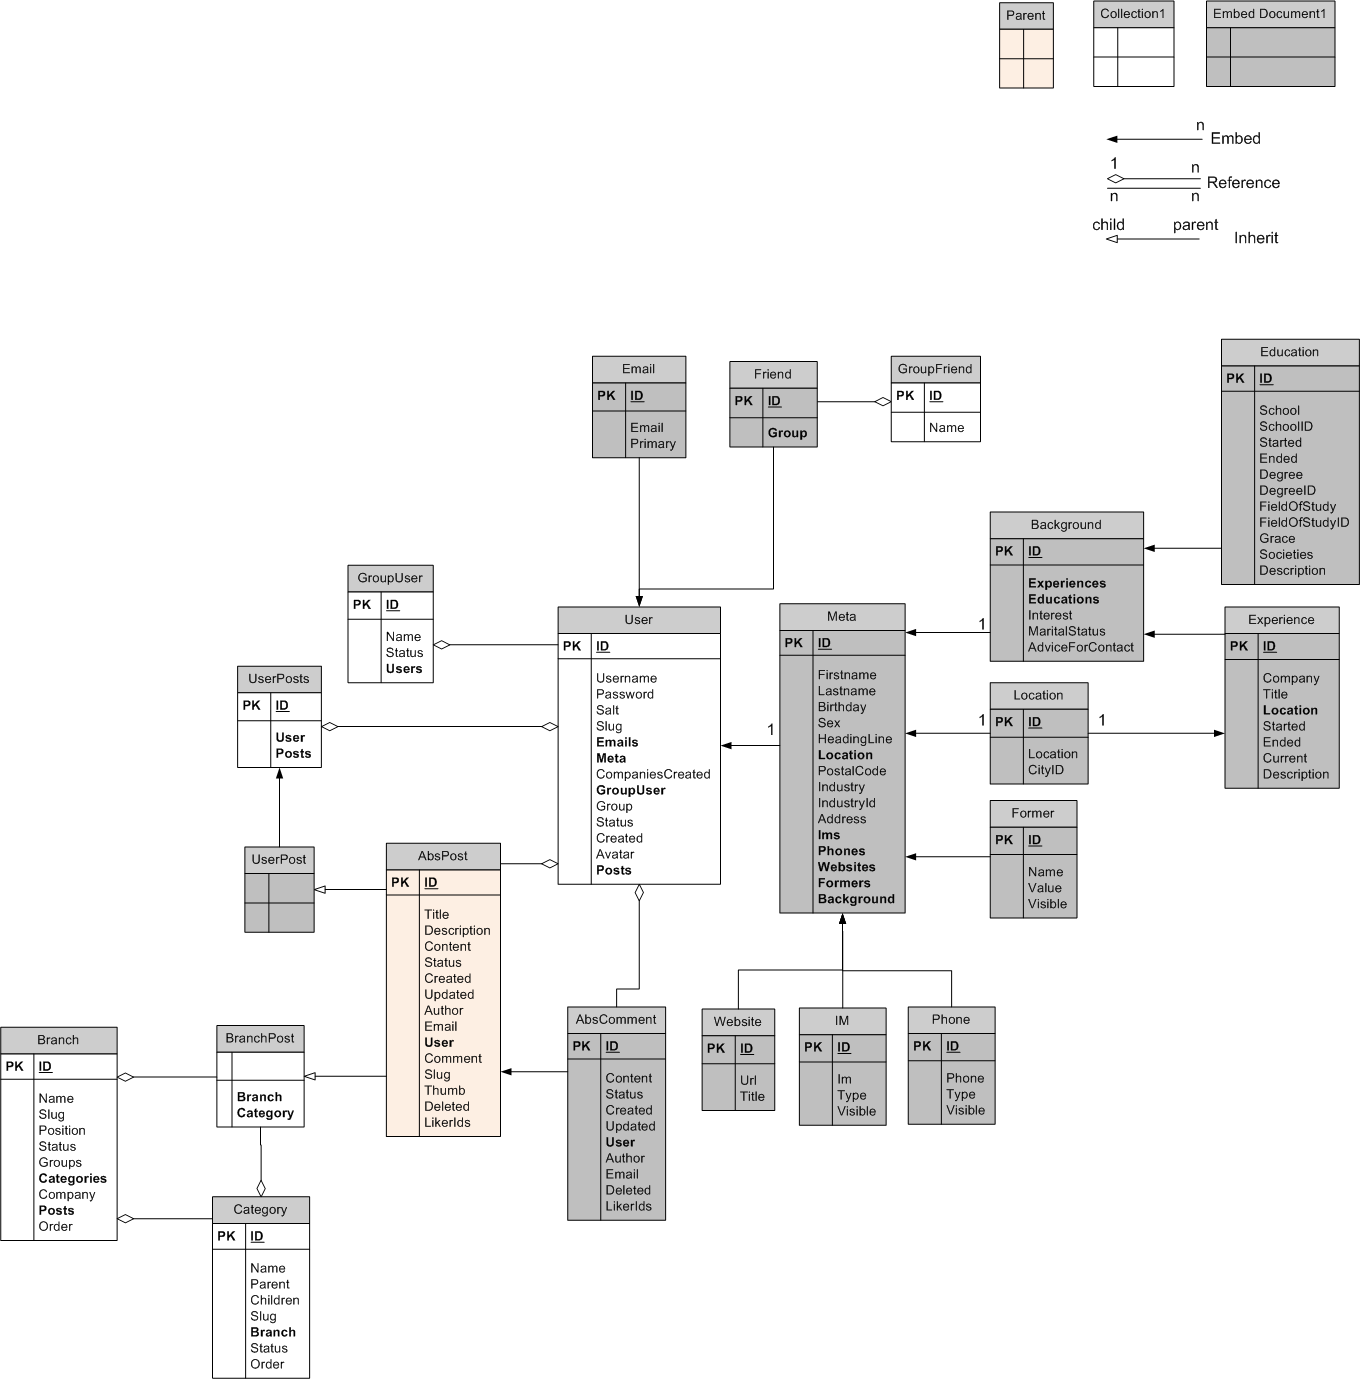 Parent
Collection1
Embed Document1
n
Embed
1
n
Reference
n
n
child
parent
Inherit
Email
PK ID
Email
Primary
Friend
PK ID
Group
GroupFriend
PK ID
Name
Education
PK ID
School
SchoolID
Started
Ended
Degree
DegreeID
FieldOfStudy
FieldOfStudyID
Grace
Societies
Description
Background
PK ID
Experiences
Educations
Interest
MaritalStatus
AdviceForContact
GroupUser
PK ID
Name
Status
Users
User
PK ID
Username
Password
Salt
Slug
Emails
Meta
CompaniesCreated
GroupUser
Group
Status
Created
Avatar
Posts
1
Meta
PK ID
Firstname
Lastname
Birthday
Sex
HeadingLine
Location
PostalCode
Industry
IndustryId
Address
Ims
Phones
Websites
Formers
Background
1
Experience
PK ID
Company
Title
Location
Started
Ended
Current
Description
1
Location
PK ID
Location
CityID
1
Former
PK ID
Name
Value
Visible
UserPosts
PK ID
User
Posts
UserPost
AbsPost
PK ID
Title
Description
Content
Status
Created
Updated
Author
Email
User
Comment
Slug
Thumb
Deleted
LikerIds
AbsComment
PK ID
Content
Status
Created
Updated
User
Author
Email
Deleted
LikerIds
Website
PK ID
Url
Title
IM
PK ID
Im
Type
Visible
Phone
PK ID
Phone
Type
Visible
Branch
PK ID
Name
Slug
Position
Status
Groups
Categories
Company
Posts
Order
BranchPost
Branch
Category
Category
PK ID
Name
Parent
Children
Slug
Branch
Status
Order